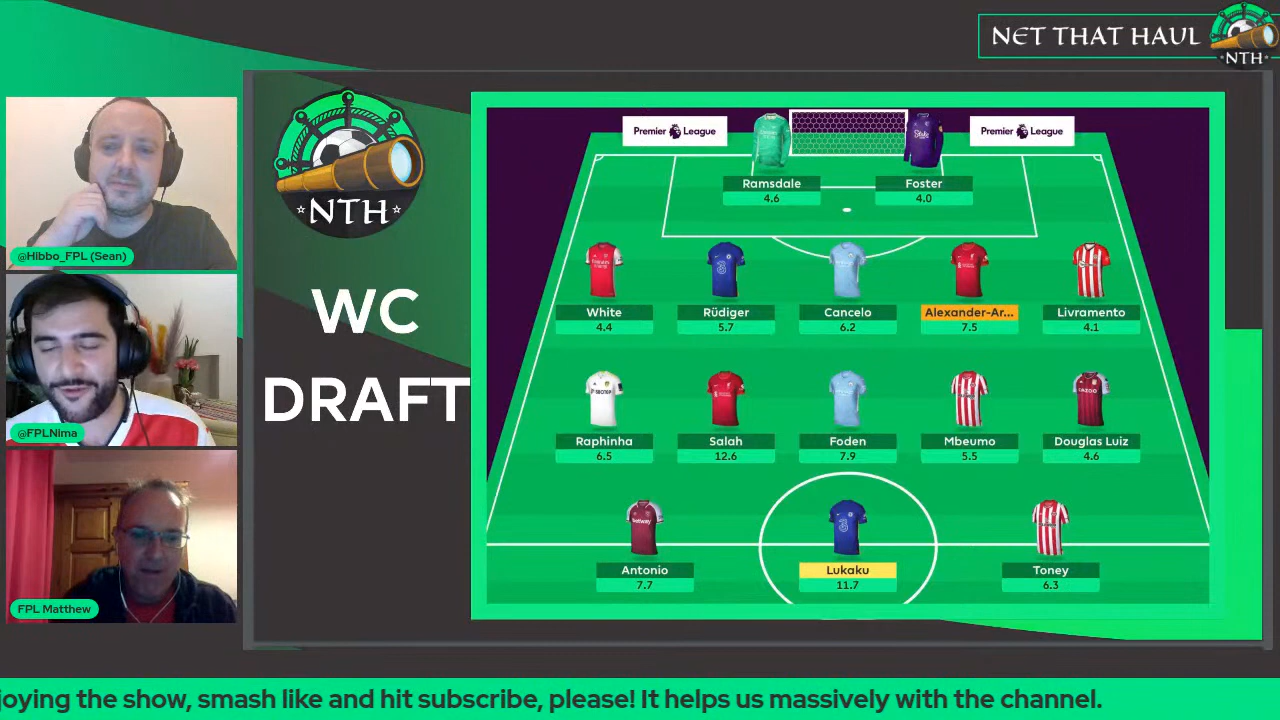 NET THAT HAUL
NTH
NTH
WC
DRAFT
@Hibbo_FPL (Sean)
@FPLNima
FPL Matthew
Premier League
Premier League
Ramsdale
4.6
Foster
4.0
White
4.4
Rüdiger
5.7
Cancelo
6.2
Alexander-Ar...
7.5
Livramento
4.1
Raphinha
6.5
Salah
12.6
Foden
7.9
Mbeumo
5.5
Douglas Luiz
4.6
Antonio
7.7
Lukaku
11.7
Toney
6.3
joying the show, smash like and hit subscribe, please! It helps us massively with the channel.